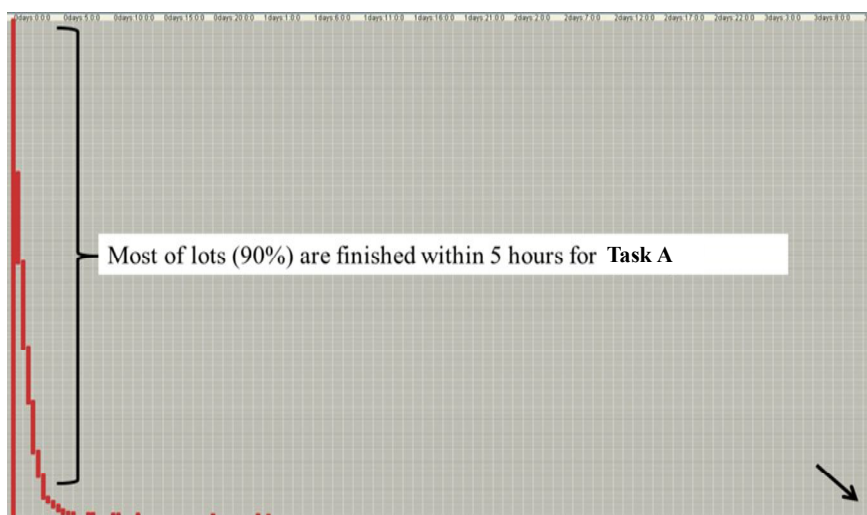 0days:0:0:0 0days:5:0:0 0days:10:0:0 0days:15:0:0 0days:20:0:0 1days:1:0:0 1days:6:0:0 1days:11:0:0 1days:16:0:0 1days:21:0:0 2days:2:0:0 2days:7:0:0 2days:12:0:0 2days:17:0:0 2days:22:0:0 3days:3:0:0 3days:8:0:0
Most of lots (90%) are finished within 5 hours for Task A